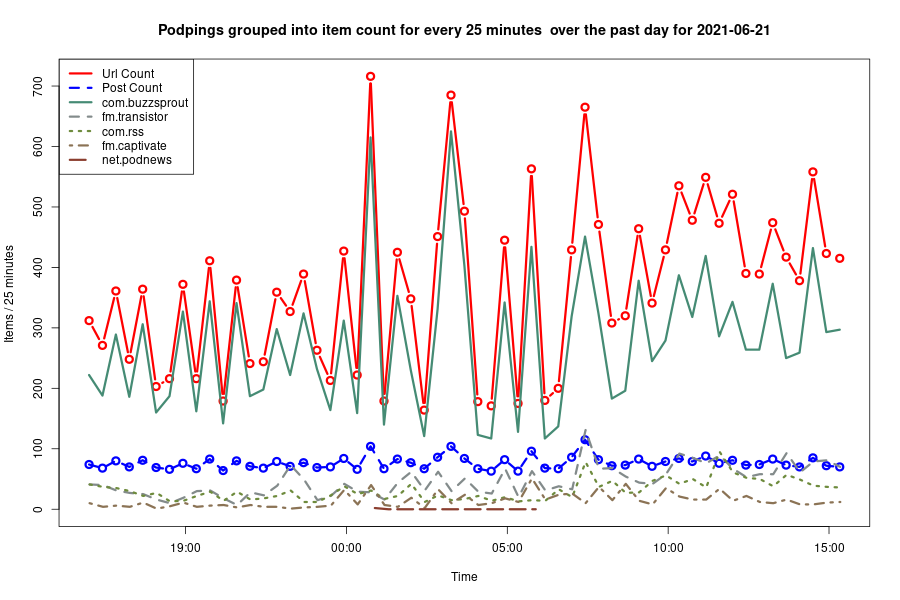 Podpings grouped into item count for every 25 minutes  over the past day for 2021-06-21
Url Count
Post Count
com.buzzsprout
fm.transistor
com.rss
fm.captivate
net.podnews
700
600
500
400
300
200
100
0
Items / 25 minutes
19:00
00:00
05:00
10:00
15:00
Time